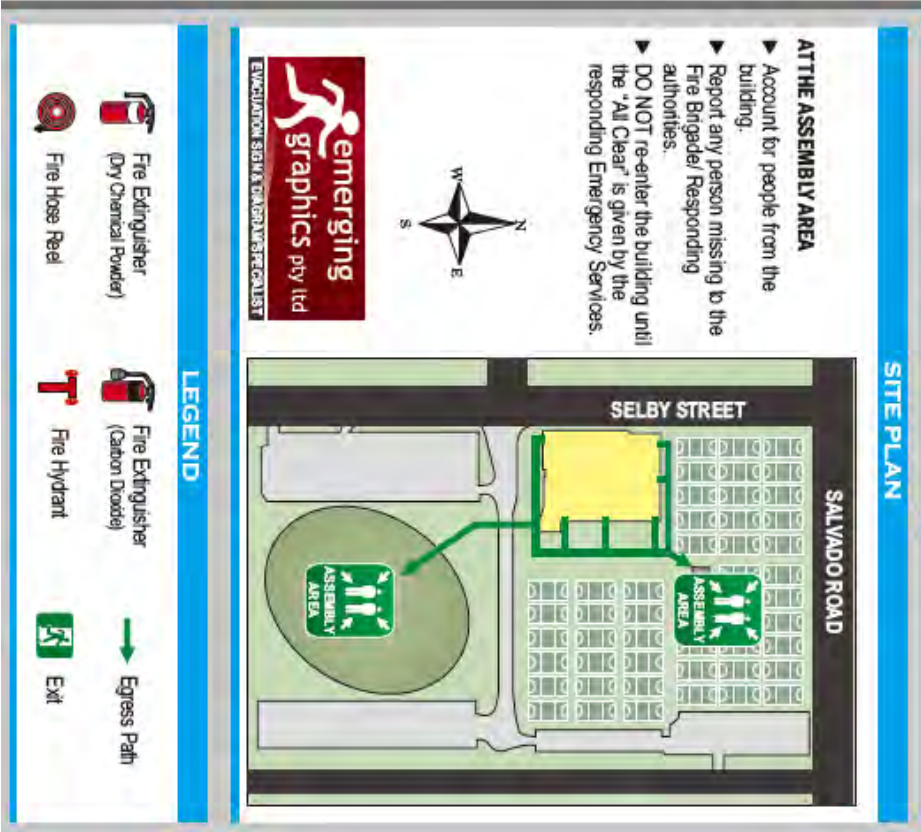 SITE PLAN
AT THE ASSEMBLY AREA
Account for people from the
building.
Report any person missing to the
Fire Brigade/ Responding
authorities.
DO NOT re-enter the building until
the "All Clear" is given by the
responding Emergency Services.
N
W
E
S
emerging
graphics pty ltd
EVACUATION SIGN & DIAGRAM SPECIALIST
SALVADO ROAD
SELBY STREET
ASSEMBLY
AREA
ASSEMBLY
AREA
LEGEND
Fire Extinguisher
(Dry Chemical Powder)
Fire Extinguisher
(Carbon Dioxide)
Egress Path
Fire Hose Reel
Fire Hydrant
Exit